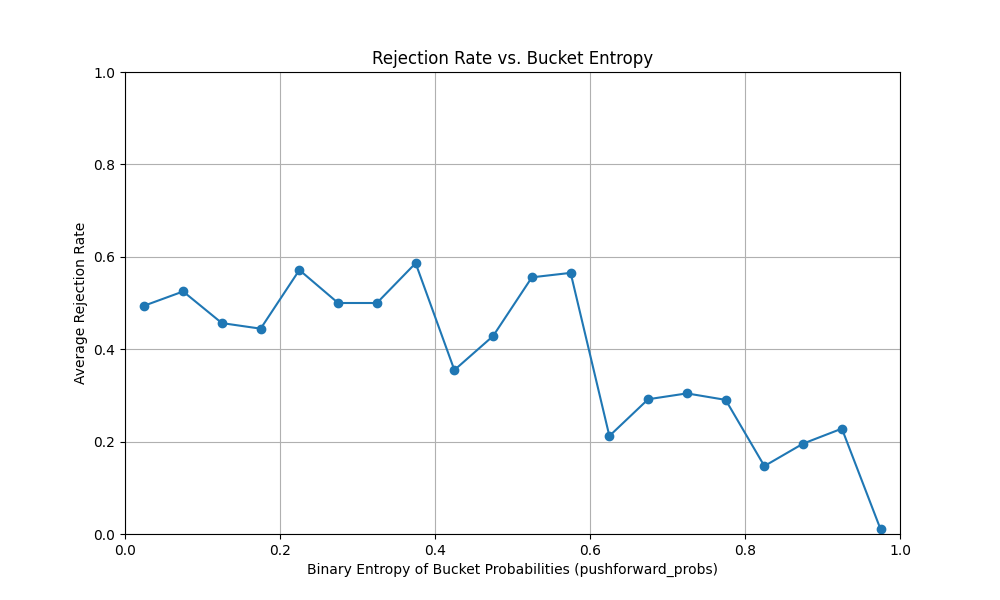 Rejection Rate vs. Bucket Entropy
1.0
0.8
0.6
0.4
0.2
0.0
Average Rejection Rate
0.0 0.2 0.4 0.6 0.8 1.0
Binary Entropy of Bucket Probabilities (pushforward_probs)